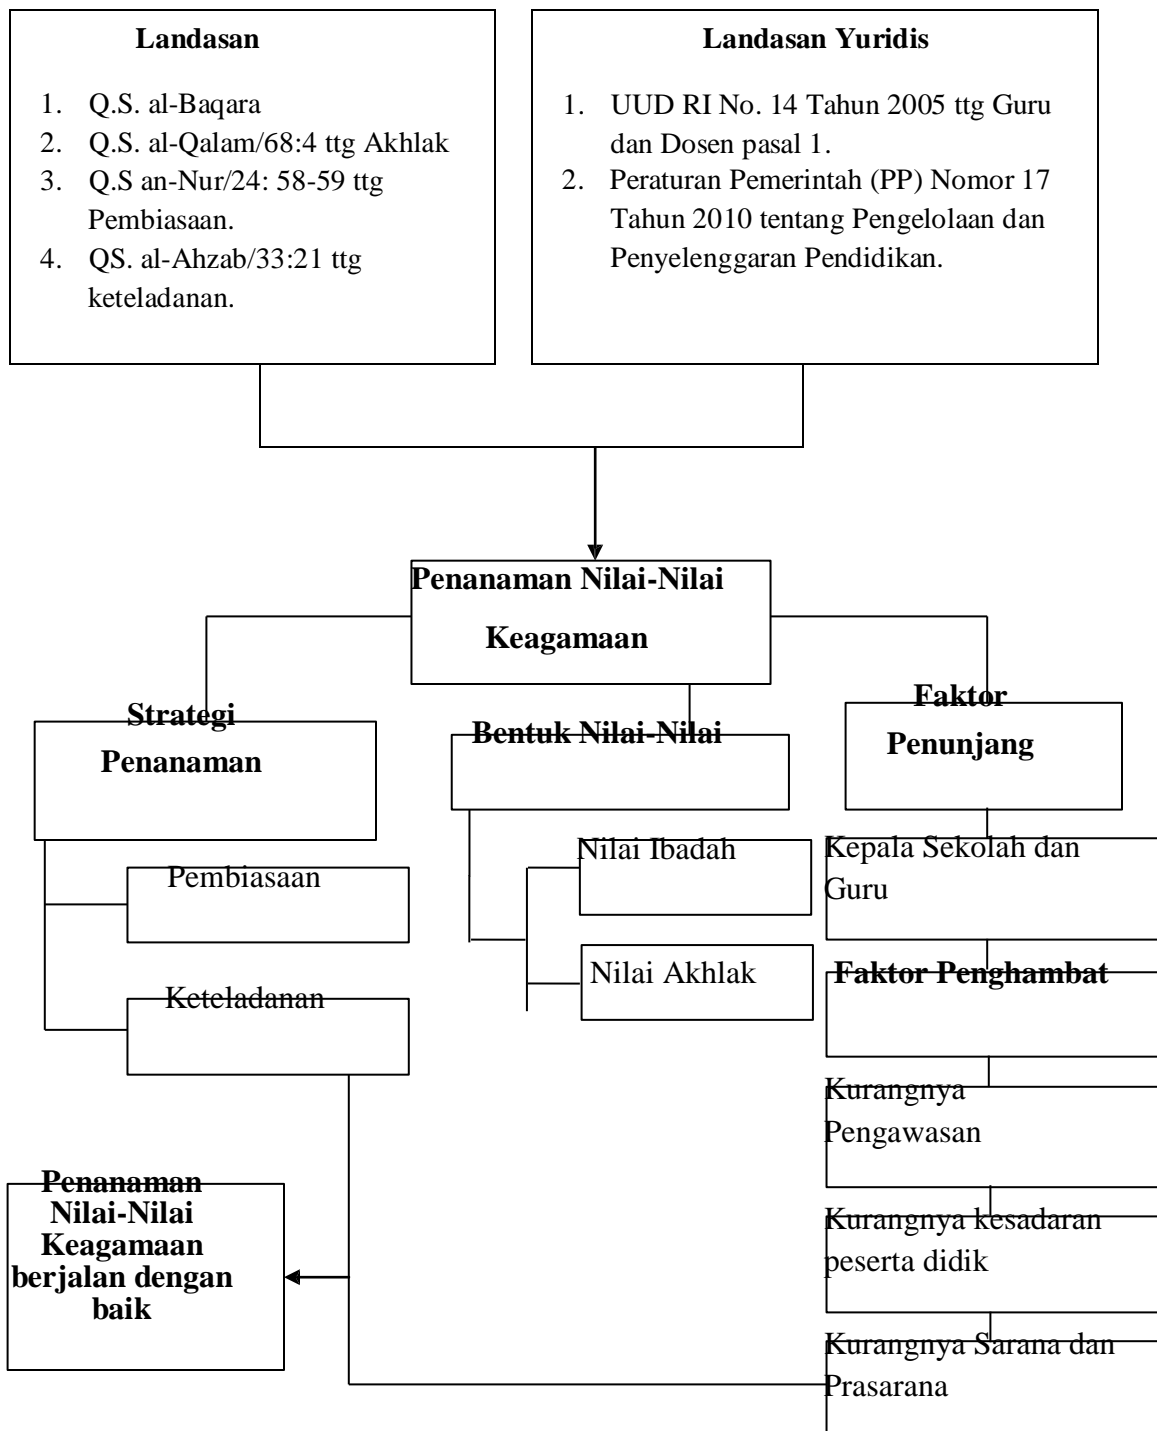 Landasan
1. Q.S. al-Baqara
2. Q.S. al-Qalam/68:4 ttg Akhlak
3. Q.S an-Nur/24: 58-59 ttg
Pembiasaan.
4. QS. al-Ahzab/33:21 ttg
keteladanan.
Landasan Yuridis
1. UUD RI No. 14 Tahun 2005 ttg Guru
dan Dosen pasal 1.
2. Peraturan Pemerintah (PP) Nomor 17
Tahun 2010 tentang Pengelolaan dan
Penyelenggaran Pendidikan.
Penanaman Nilai-Nilai
Keagamaan
Strategi
Penanaman
Pembiasaan
Keteladanan
Bentuk Nilai-Nilai
Nilai Ibadah
Nilai Akhlak
Faktor
Penunjang
Kepala Sekolah dan
Guru
Faktor Penghambat
Kurangnya
Pengawasan
Kurangnya kesadaran
peserta didik
Kurangnya Sarana dan
Prasarana
Penanaman
Nilai-Nilai
Keagamaan
berjalan dengan
baik